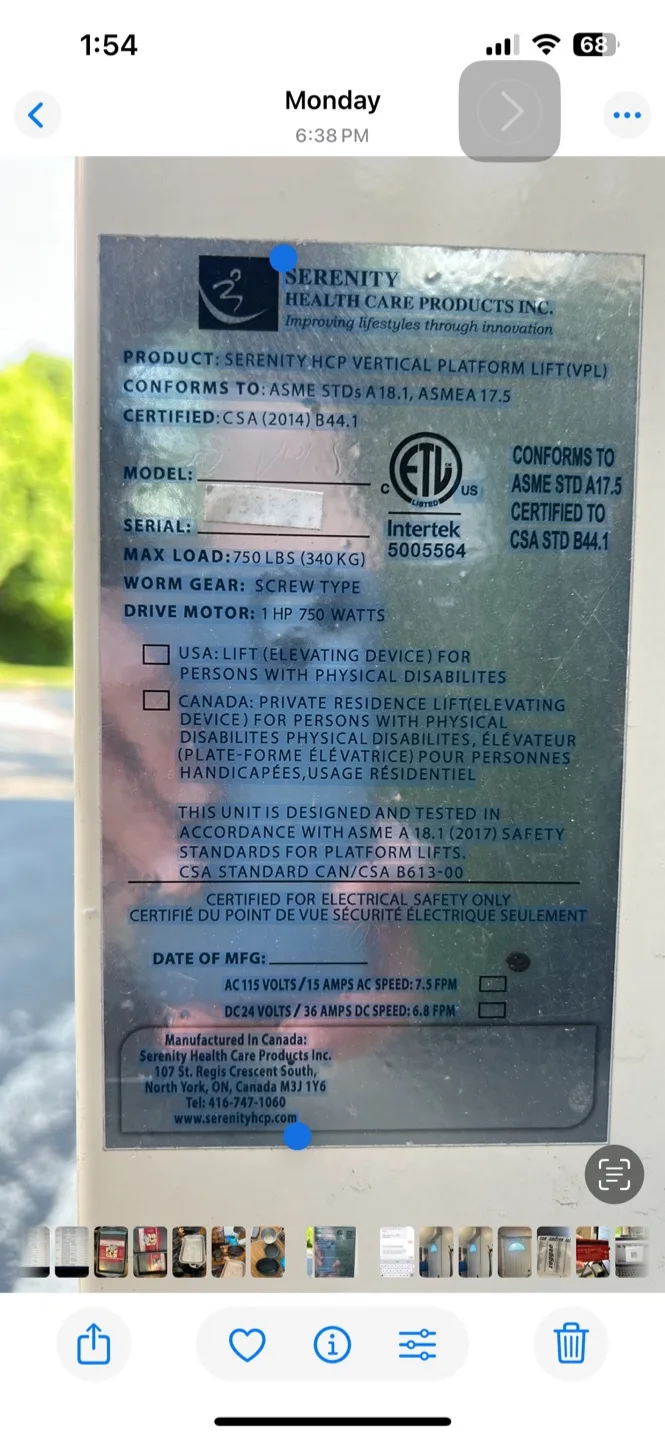 1:54
68
Monday
6:38 PM
SERENITY
HEALTH CARE PRODUCTS INC.
Improving lifestyles through innovation
PRODUCT: SERENITY HCP VERTICAL PLATFORM LIFT(VPL)
CONFORMS TO: ASME STDs A18.1, ASMEA17.5
CERTIFIED:CSA (2014) B44.1
MODEL:
SERIAL:
C ETL US
LISTED
Intertek
5005564
CONFORMS TO
ASME STD A17.5
CERTIFIED TO
CSA STD B44.1
MAX LOAD:750 LBS (340 KG)
WORM GEAR: SCREW TYPE
DRIVE MOTOR: 1 HP 750 WATTS
USA: LIFT (ELEVATING DEVICE) FOR
PERSONS WITH PHYSICAL DISABILITES
CANADA: PRIVATE RESIDENCE LIFT(ELEVATING
DEVICE) FOR PERSONS WITH PHYSICAL
DISABILITES PHYSICAL DISABILITES, ÉLÉVATEUR
(PLATE-FORME ÉLÉVATRICE) POUR PERSONNES
HANDICAPÉES,USAGE RÉSIDENTIEL
THIS UNIT IS DESIGNED AND TESTED IN
ACCORDANCE WITH ASME A 18.1 (2017) SAFETY
STANDARDS FOR PLATFORM LIFTS.
CSA STANDARD CAN/CSA B613-00
CERTIFIED FOR ELECTRICAL SAFETY ONLY
CERTIFIÉ DU POINT DE VUE SÉCURITÉ ÉLECTRIQUE SEULEMENT
DATE OF MFG:
AC 115 VOLTS /15 AMPS AC SPEED: 7.5 FPM
DC24 VOLTS / 36 AMPS DC SPEED: 6.8 FPM
Manufactured In Canada:
Serenity Health Care Products Inc.
107 St. Regis Crescent South,
North York, ON, Canada M3J 1Y6
Tel: 416-747-1060
www.serenityhcp.com